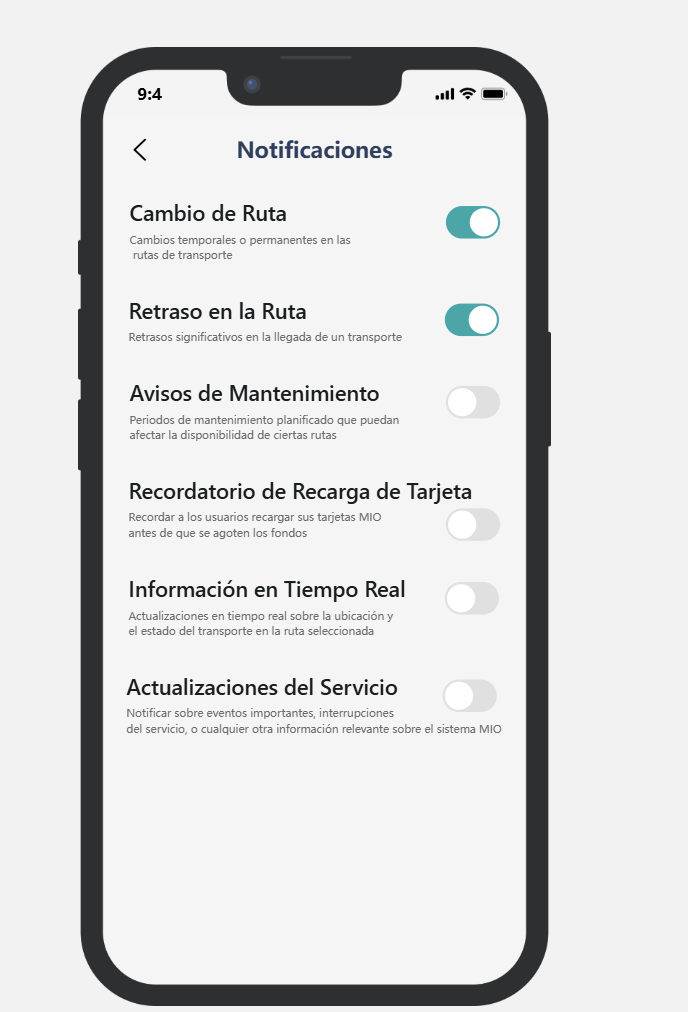 9:4
Notificaciones
Cambio de Ruta
Cambios temporales o permanentes en las
rutas de transporte
Retraso en la Ruta
Retrasos significativos en la llegada de un transporte
Avisos de Mantenimiento
Periodos de mantenimiento planificado que puedan
afectar la disponibilidad de ciertas rutas
Recordatorio de Recarga de Tarjeta
Recordar a los usuarios recargar sus tarjetas MIO
antes de que se agoten los fondos
Información en Tiempo Real
Actualizaciones en tiempo real sobre la ubicación y
el estado del transporte en la ruta seleccionada
Actualizaciones del Servicio
Notificar sobre eventos importantes, interrupciones
del servicio, o cualquier otra información relevante sobre el sistema MIO